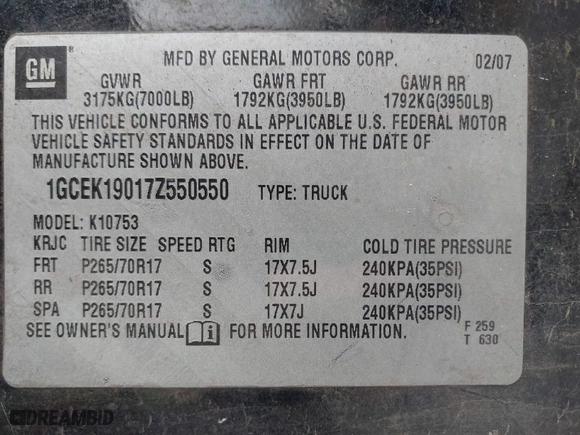 GM
MFD BY GENERAL MOTORS CORP. 02/07
GVWR GAWR FRT GAWR RR
3175KG(7000LB) 1792KG(3950LB) 1792KG(3950LB)
THIS VEHICLE CONFORMS TO ALL APPLICABLE U.S. FEDERAL MOTOR
VEHICLE SAFETY STANDARDS IN EFFECT ON THE DATE OF
MANUFACTURE SHOWN ABOVE.
1GCEK19017Z550550 TYPE: TRUCK
MODEL: K10753
KRJC TIRE SIZE SPEED RTG RIM COLD TIRE PRESSURE
FRT P265/70R17 S 17X7.5J 240KPA(35PSI)
RR P265/70R17 S 17X7.5J 240KPA(35PSI)
SPA P265/70R17 S 17X7J 240KPA(35PSI)
SEE OWNER'S MANUAL FOR MORE INFORMATION.
F 259
T 630
DREAMBID